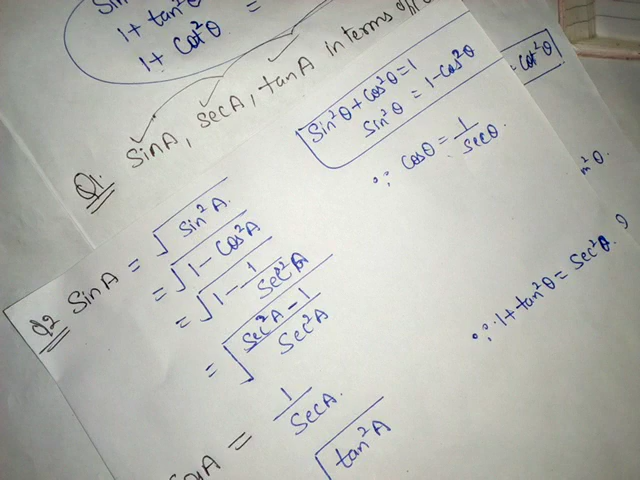 1 + tan²θ
1 + Cot²θ =
Q1. SinA, SecA, tanA in terms of
Cot²θ
Sin²θ + Cos²θ = 1
Sin²θ = 1 - Cos²θ
∵ Cosθ = 1/Secθ.
Q2 SinA = √Sin²A.
= √1 - Cos²A
= √1 - 1/Sec²A
= √Sec²A - 1/Sec²A
∵ 1 + tan²θ = Sec²θ.
= 1/SecA.
√tan²A